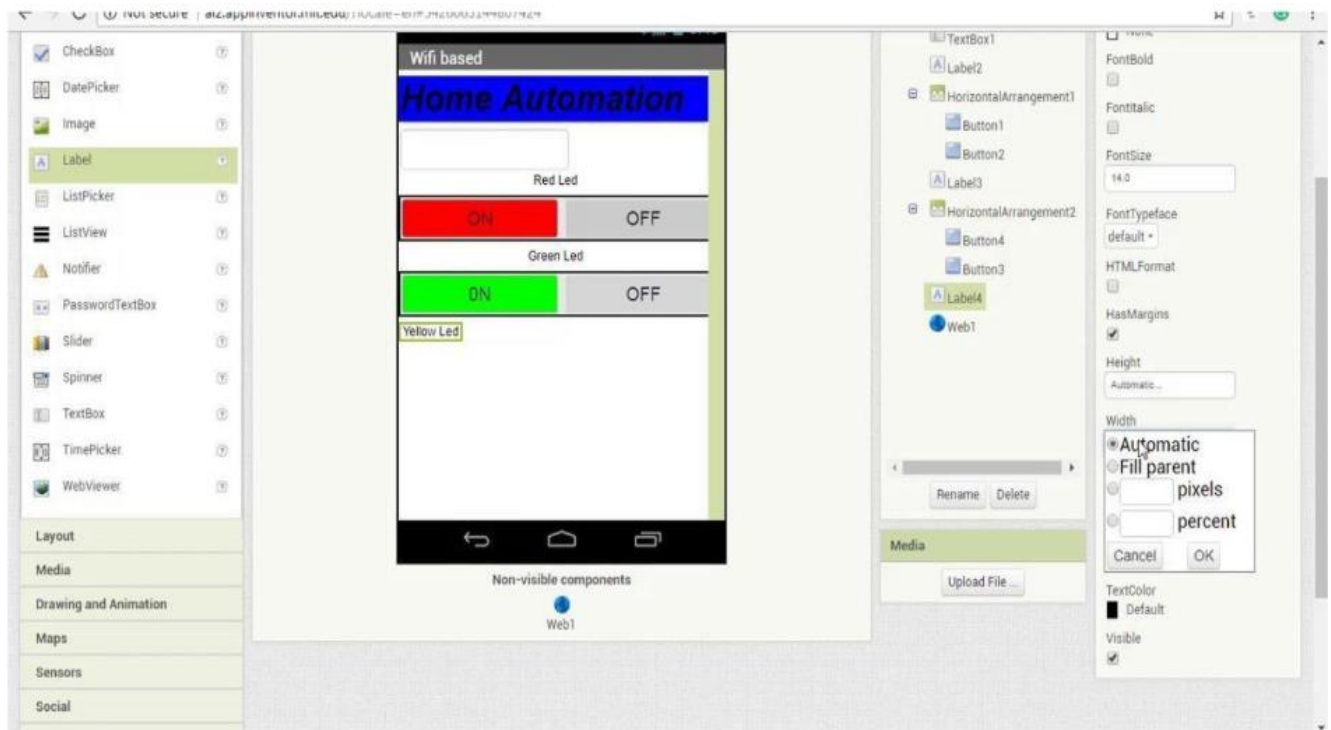 Not secure
CheckBox
DatePicker
Image
Label
ListPicker
ListView
Notifier
PasswordTextBox
Slider
Spinner
TextBox
TimePicker
WebViewer
Layout
Media
Drawing and Animation
Maps
Sensors
Social
Wifi based
Home Automation
Red Led
ON OFF
Green Led
0N OFF
Yellow Led
Non-visible components
Web1
TextBox1
Label2
HorizontalArrangement1
Button1
Button2
Label3
HorizontalArrangement2
Button4
Button3
Label4
Web1
Rename Delete
Media
Upload File ...
None
FontBold
FontItalic
FontSize
14.0
FontTypeface
default
HTMLFormat
HasMargins
Height
Automatic...
Width
Automatic
Fill parent
pixels
percent
Cancel OK
TextColor
Default
Visible